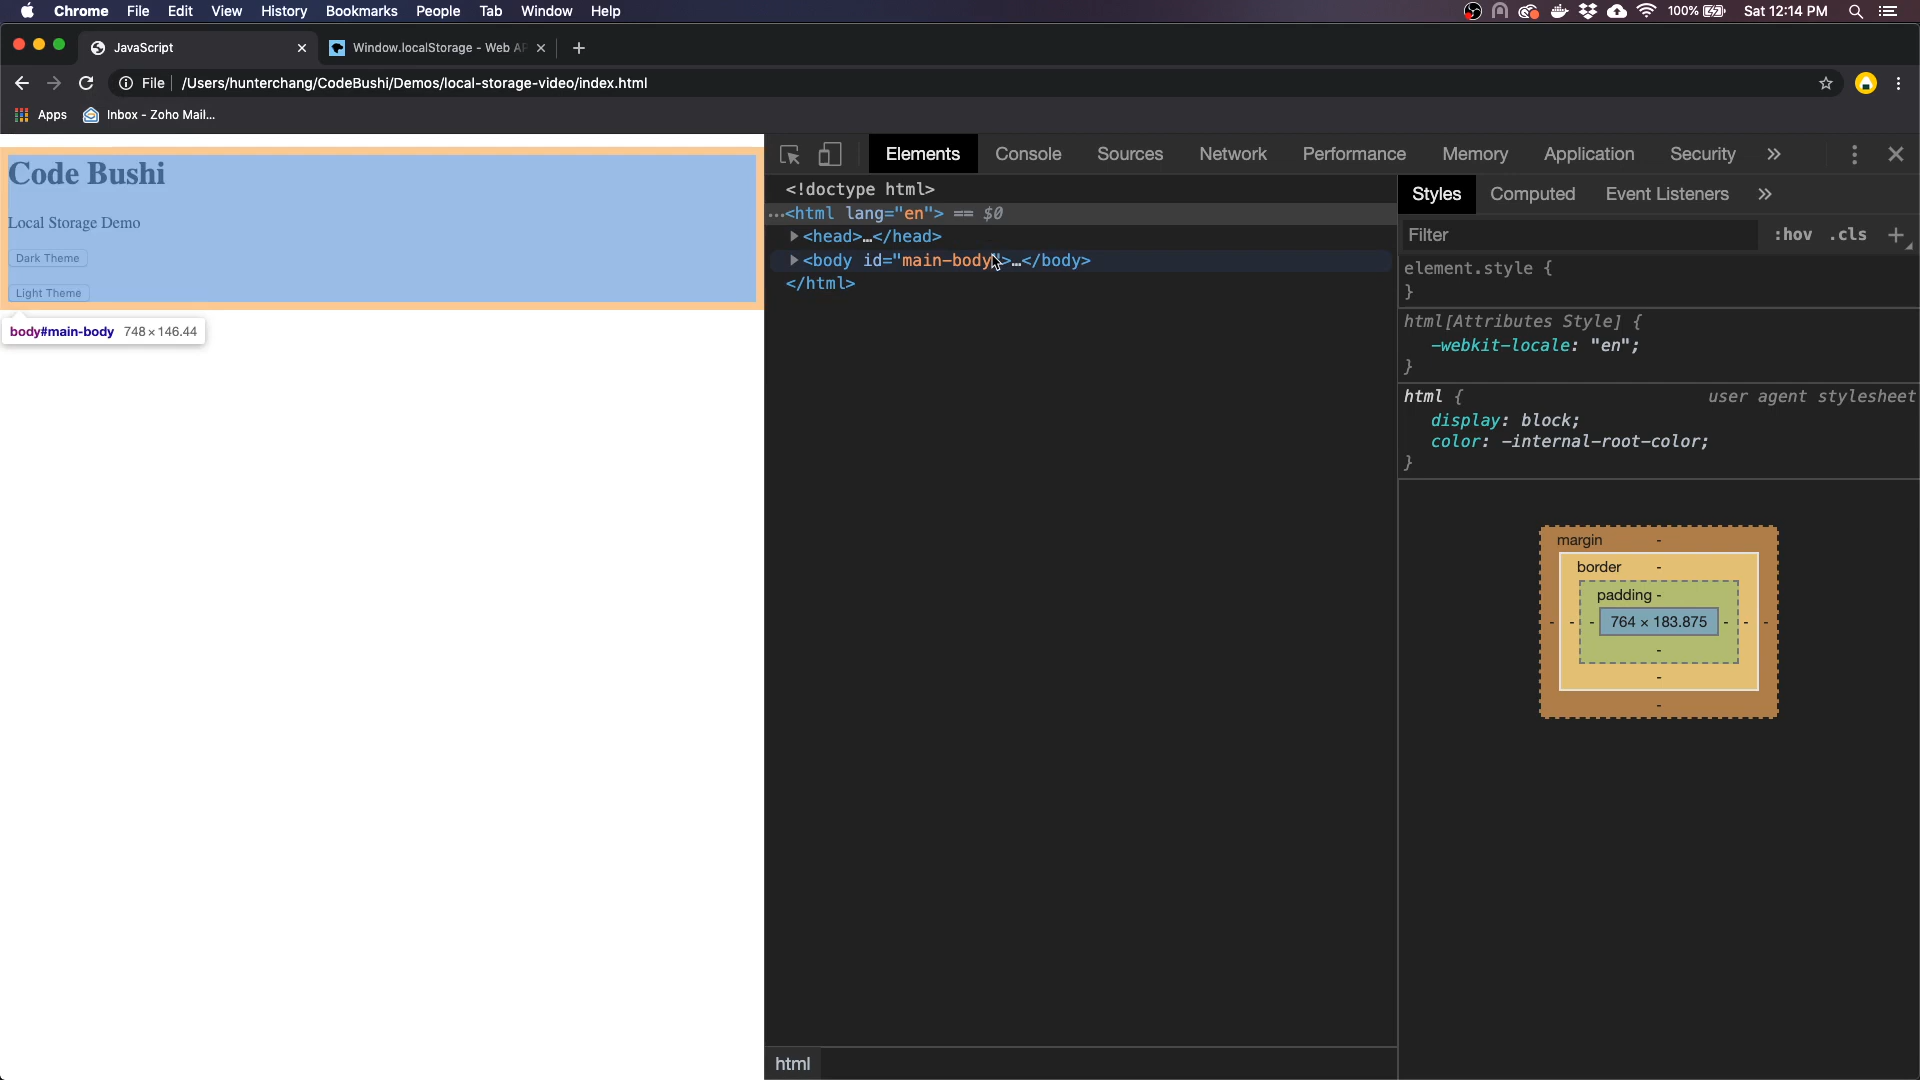 Chrome File Edit View History Bookmarks People Tab Window Help 100% Sat 12:14 PM
JavaScript Window.localStorage - Web AP
File /Users/hunterchang/CodeBushi/Demos/local-storage-video/index.html
Apps Inbox - Zoho Mail...
Code Bushi
Local Storage Demo
Dark Theme
Light Theme
body#main-body 748 × 146.44
Elements Console Sources Network Performance Memory Application Security »
<!doctype html>
…<html lang="en"> == $0
<head>…</head>
<body id="main-body">…</body>
</html>
html
Styles Computed Event Listeners »
Filter :hov .cls +
element.style {
}
html[Attributes Style] {
-webkit-locale: "en";
}
html { user agent stylesheet
display: block;
color: -internal-root-color;
}
margin -
border -
padding -
- - - 764 × 183.875 - - -
-
-
-